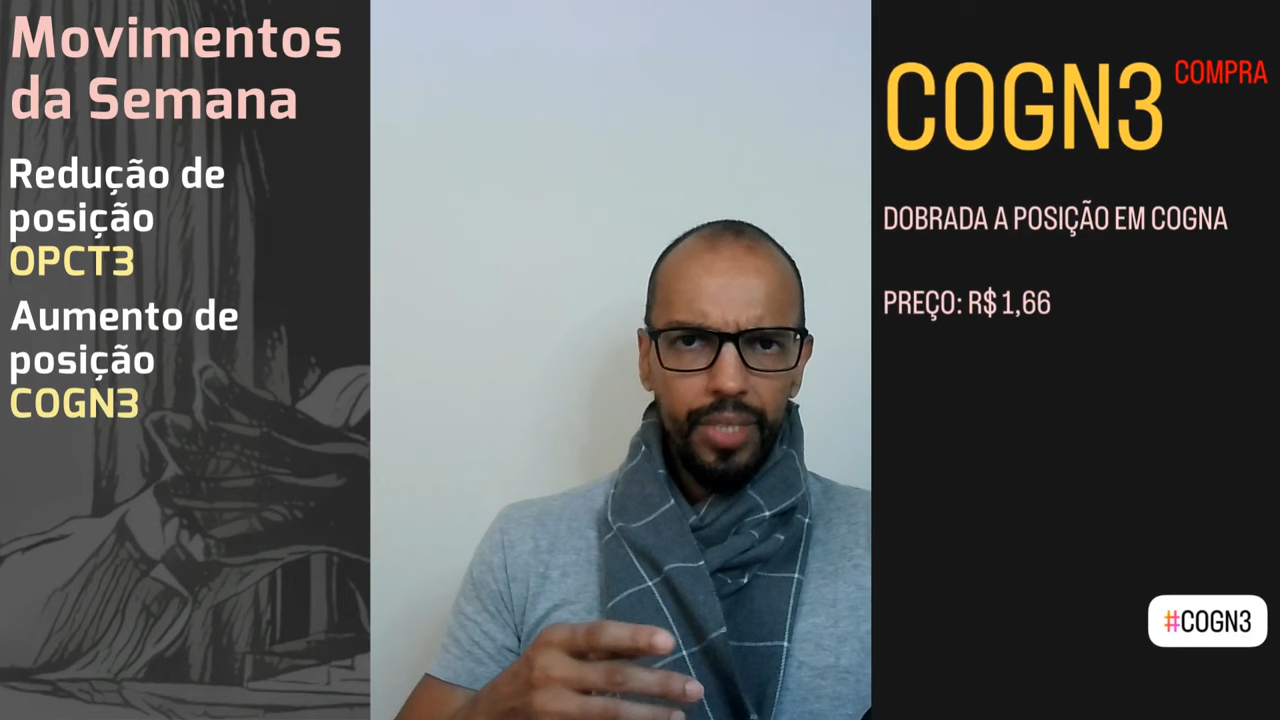 Movimentos
da Semana
Redução de
posição
OPCT3
Aumento de
posição
COGN3
COGN3 COMPRA
DOBRADA A POSIÇÃO EM COGNA
PREÇO: R$ 1,66
#COGN3